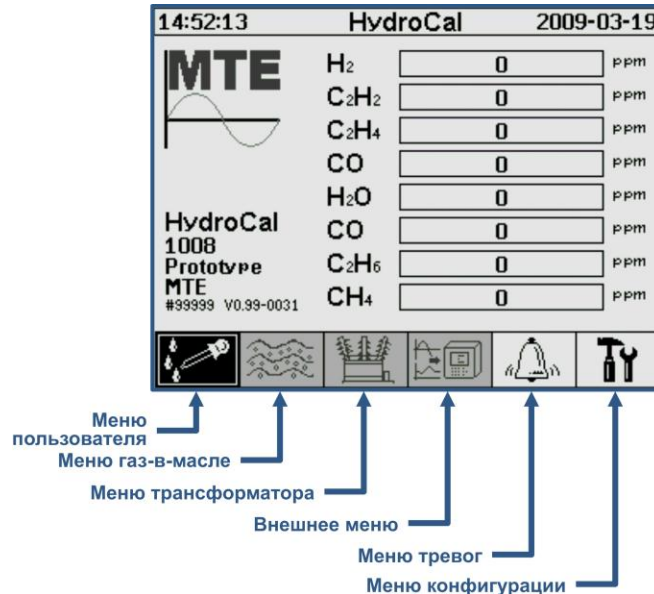 14:52:13 HydroCal 2009-03-19
MTE
H2 0 ppm
C2H2 0 ppm
C2H4 0 ppm
CO 0 ppm
H2O 0 ppm
CO 0 ppm
C2H6 0 ppm
CH4 0 ppm
HydroCal
1008
Prototype
MTE
#99999 V0.99-0031
Меню
пользователя
Меню газ-в-масле
Меню трансформатора
Внешнее меню
Меню тревог
Меню конфигурации